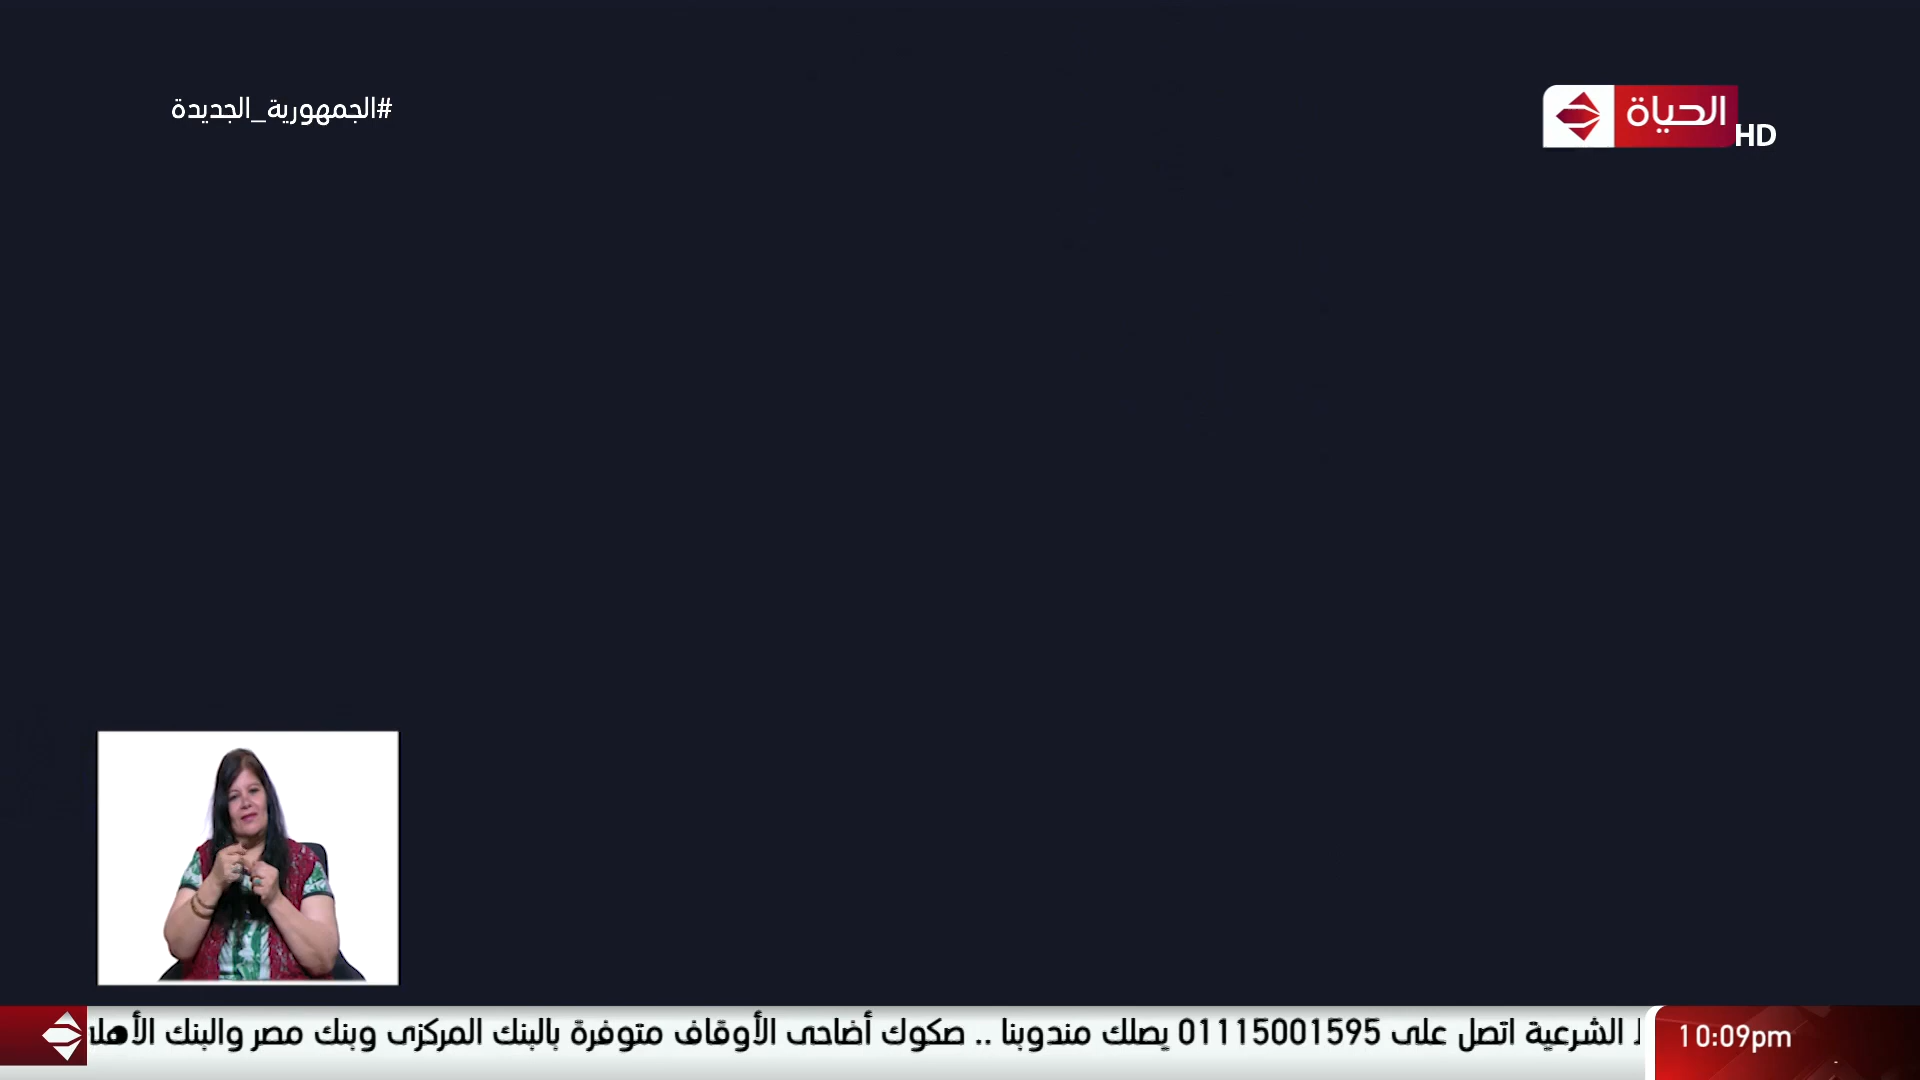 #الجمهورية_الجديدة
الحياة
HD
الشرعية اتصل على 01115001595 يصلك مندوبنا .. صكوك أضاحى الأوقاف متوفرة بالبنك المركزى وبنك مصر والبنك
10:09pm